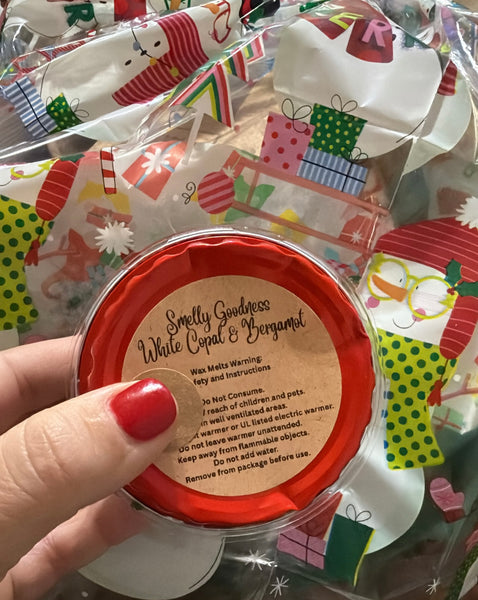 E R
Smelly Goodness
White Copal & Bergamot
Wax Melts Warning:
fety and Instructions
Do Not Consume.
reach of children and pets.
in well ventilated areas.
t warmer or UL listed electric warmer.
Do not leave warmer unattended.
Keep away from flammable objects.
Do not add water.
Remove from package before use.